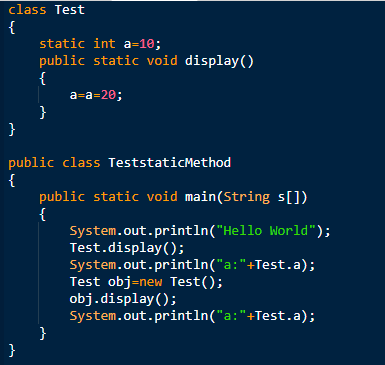 class Test
{
    static int a=10;
    public static void display()
    {
        a=a=20;
    }
}

public class TeststaticMethod
{
    public static void main(String s[])
    {
        System.out.println("Hello World");
        Test.display();
        System.out.println("a:"+Test.a);
        Test obj=new Test();
        obj.display();
        System.out.println("a:"+Test.a);
    }
}